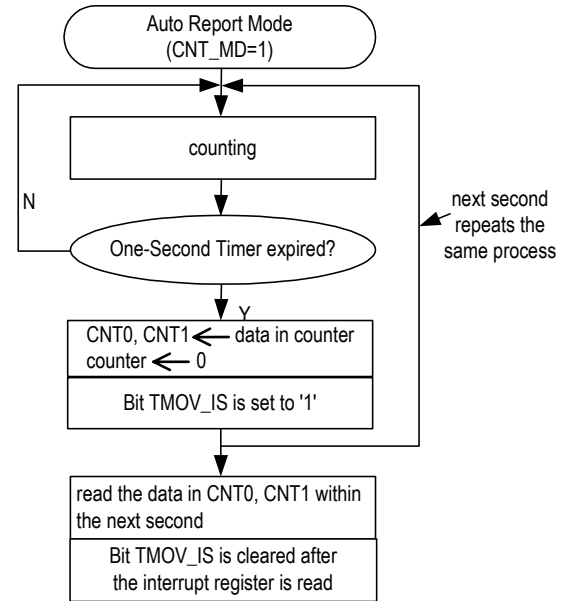 Auto Report Mode
(CNT_MD=1)
counting
N
next second
repeats the
same process
One-Second Timer expired?
Y
CNT0, CNT1 ← data in counter
counter ← 0
Bit TMOV_IS is set to '1'
read the data in CNT0, CNT1 within
the next second
Bit TMOV_IS is cleared after
the interrupt register is read